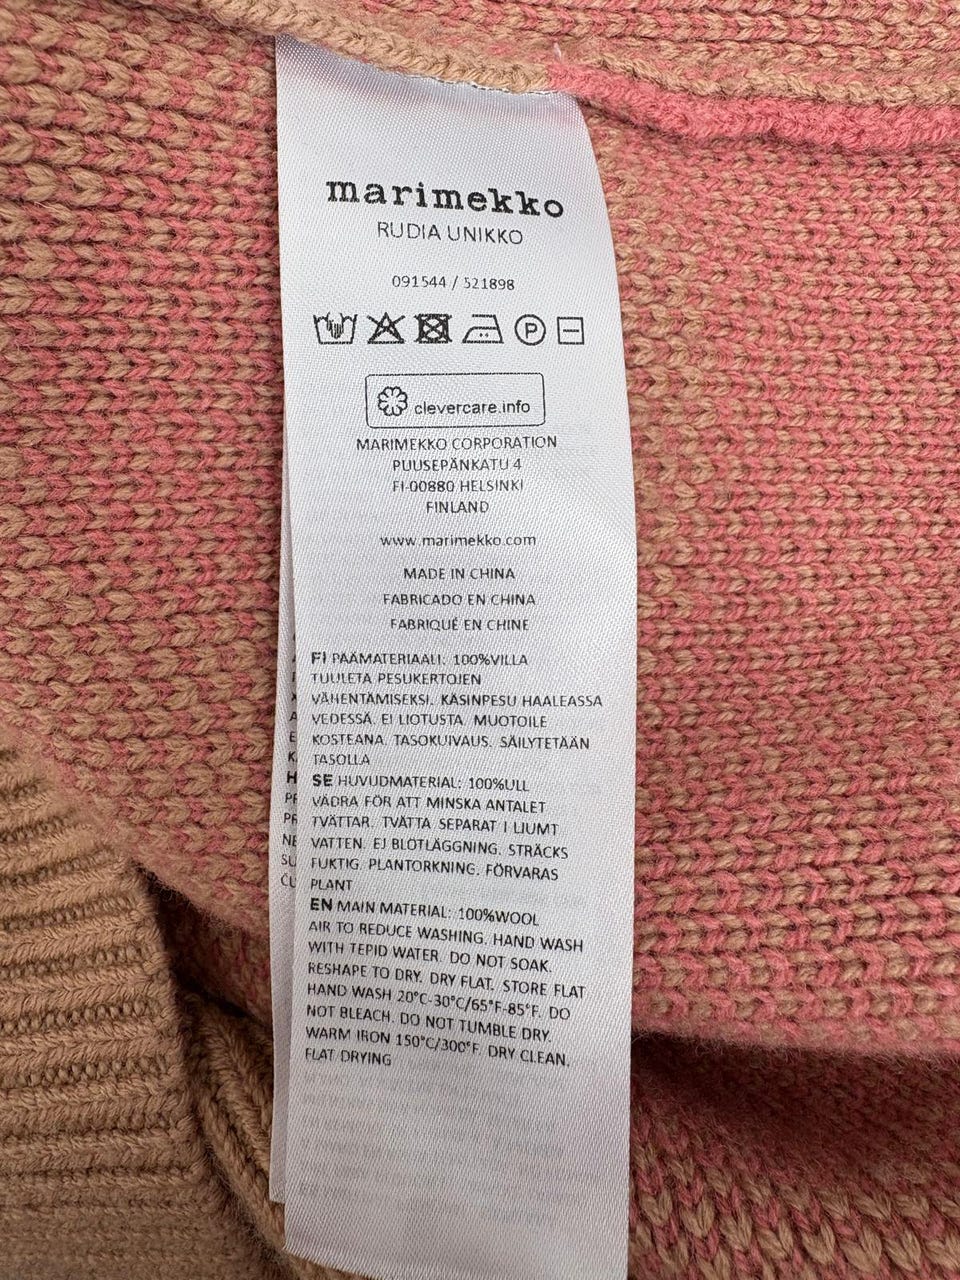 marimekko
RUDIA UNIKKO
091544 / 521898
P
clevercare.info
MARIMEKKO CORPORATION
PUUSEPÄNKATU 4
FI-00880 HELSINKI
FINLAND
www.marimekko.com
MADE IN CHINA
FABRICADO EN CHINA
FABRIQUÉ EN CHINE
FI PÄÄMATERIAALI: 100%VILLA
TUULETA PESUKERTOJEN
VÄHENTÄMISEKSI. KÄSINPESU HAALEASSA
VEDESSÄ. EI LIOTUSTA. MUOTOILE
KOSTEANA. TASOKUIVAUS. SÄILYTETÄÄN
TASOLLA
SE HUVUDMATERIAL: 100%ULL
VÄDRA FÖR ATT MINSKA ANTALET
TVÄTTAR. TVÄTTA SEPARAT I LJUMT
VATTEN. EJ BLÖTLÄGGNING. STRÄCKS
FUKTIG. PLANTORKNING. FÖRVARAS
PLANT
EN MAIN MATERIAL: 100%WOOL
AIR TO REDUCE WASHING. HAND WASH
WITH TEPID WATER. DO NOT SOAK.
RESHAPE TO DRY. DRY FLAT. STORE FLAT
HAND WASH 20°C-30°C/65°F-85°F. DO
NOT BLEACH. DO NOT TUMBLE DRY.
WARM IRON 150°C/300°F. DRY CLEAN.
FLAT DRYING